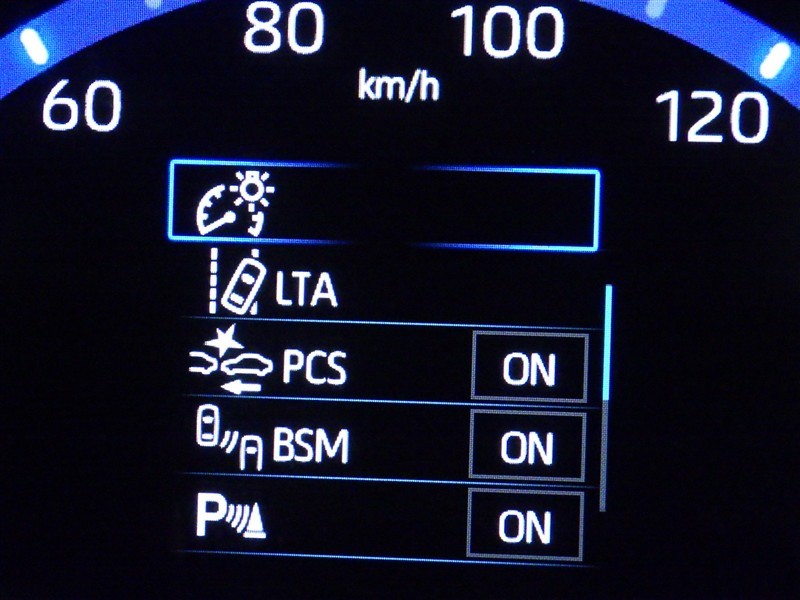 80 100
km/h
60 120
LTA
PCS ON
BSM ON
P ON